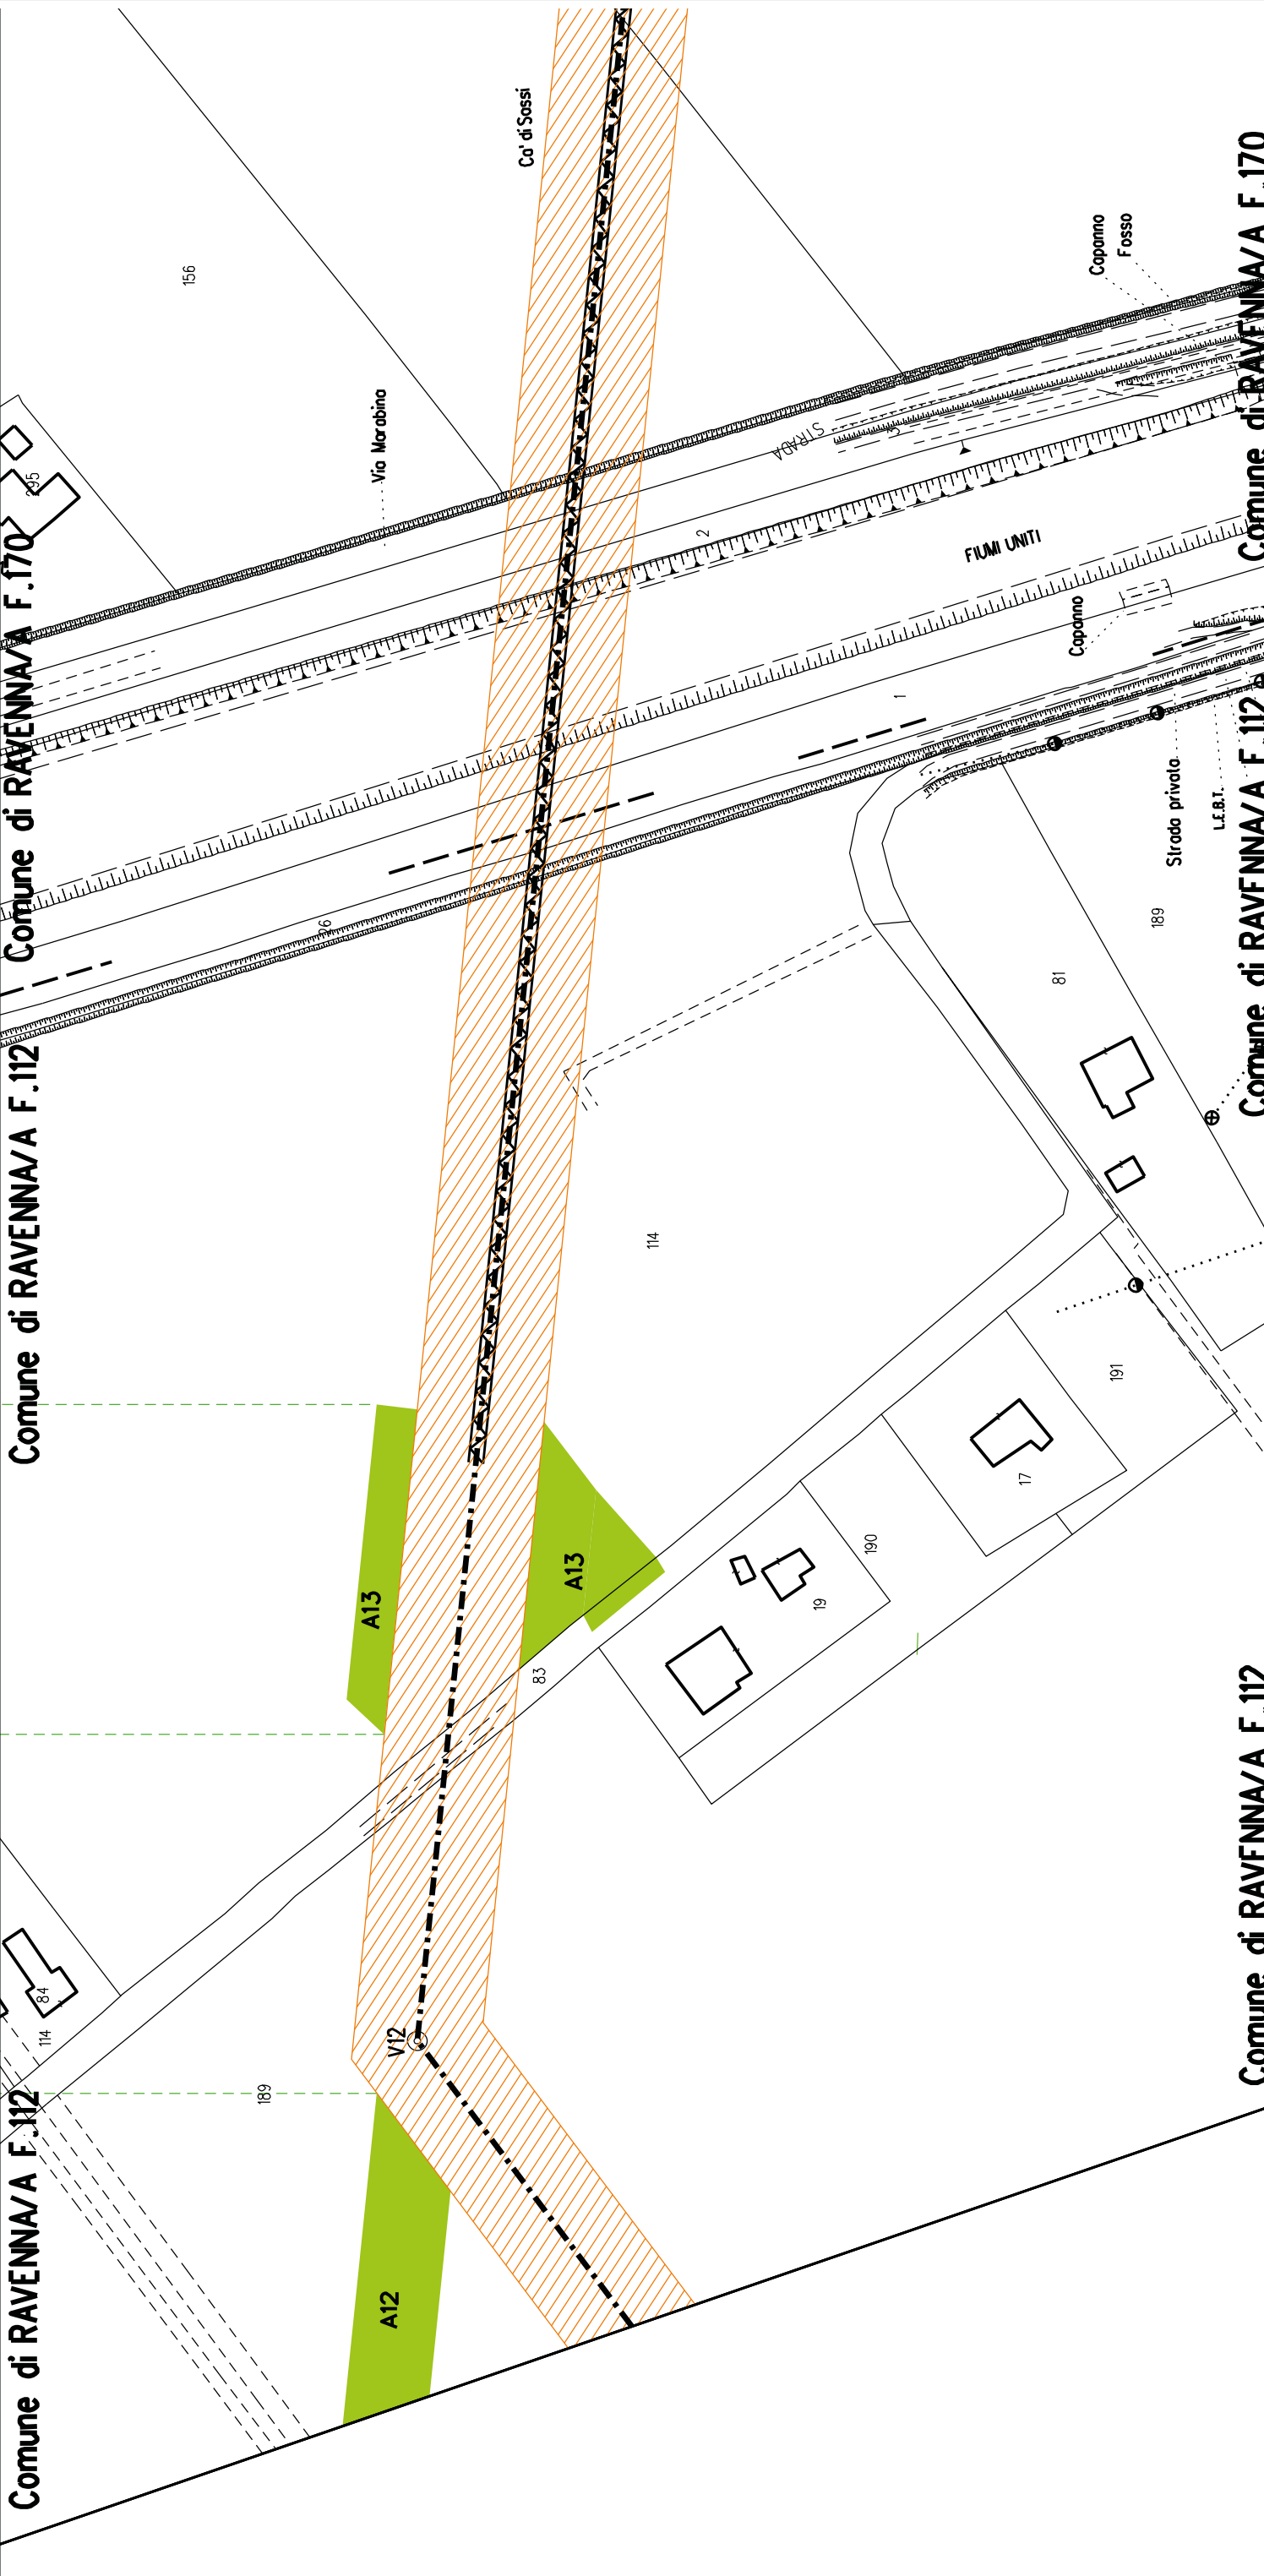 Ca' di Sossi
156
Capanno
Fosso
Comune di RAVENNA/A F.170
Via Marabina
STRADA
295
2
FIUMI UNITI
Comune di RAVENNA/A F.170
Capanno
1
Strada privata
L.E.B.T.
Comune di RAVENNA/A F.112
26
189
81
Comune di RAVENNA/A F.112
114
191
17
A13
A13
190
19
83
84
114
V12
189
Comune di RAVENNA/A F.112
Comune di RAVENNA/A F.112
A12